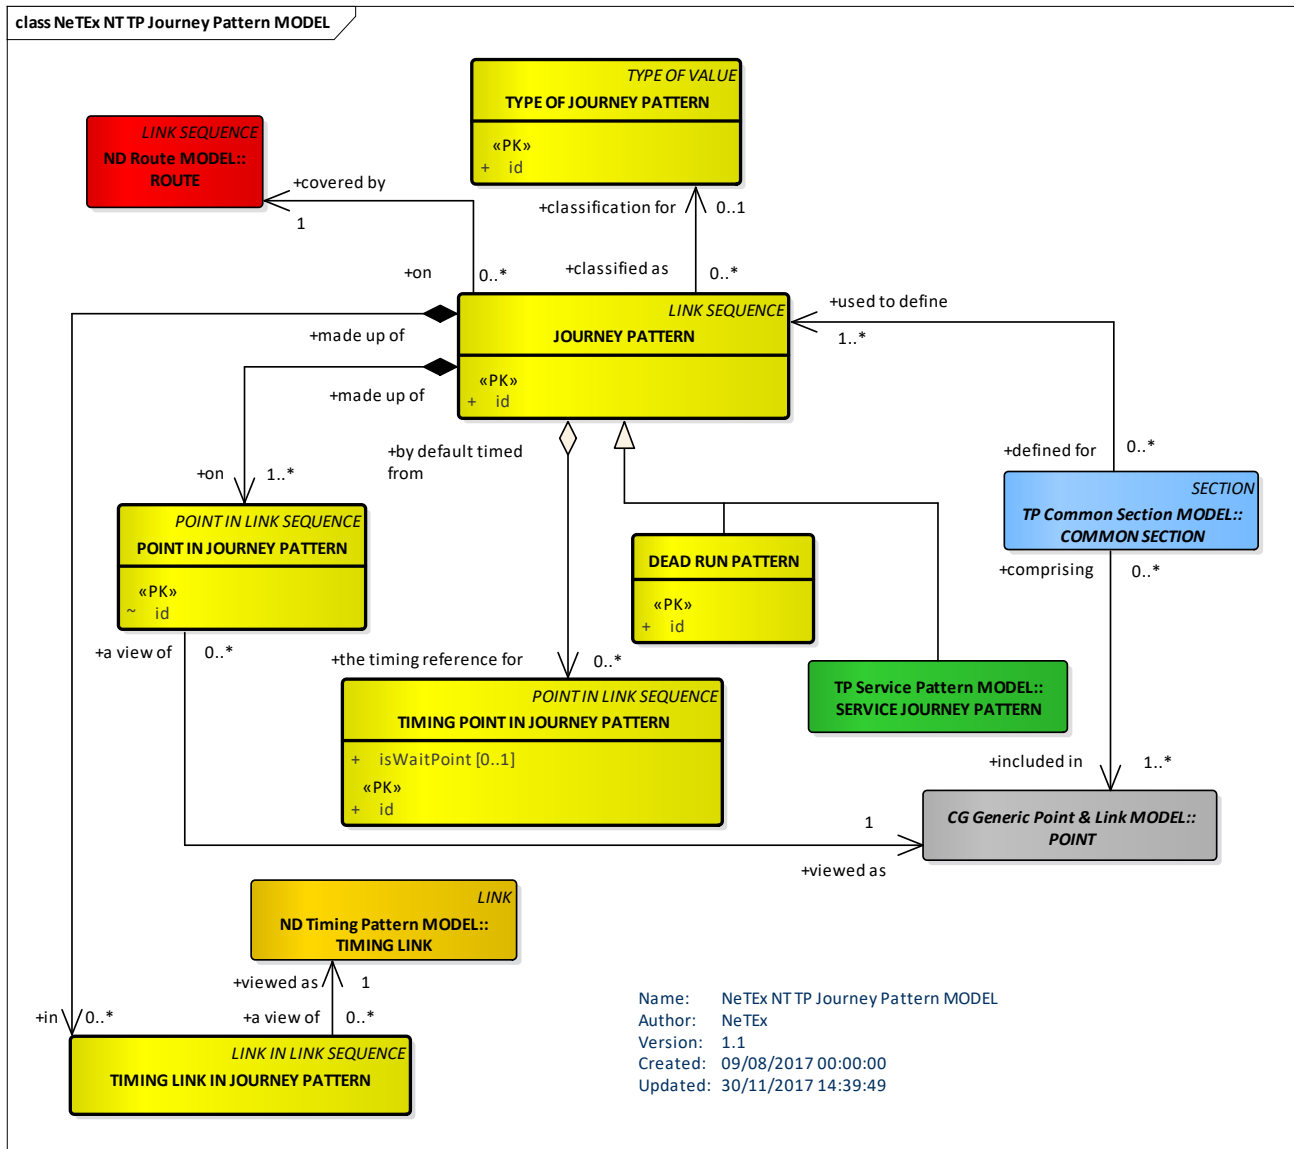 class NeTEx NT TP Journey Pattern MODEL
TYPE OF VALUE
TYPE OF JOURNEY PATTERN
«PK»
+ id
LINK SEQUENCE
ND Route MODEL::
ROUTE
+covered by
1
+classification for
0..1
+on
0..*
+classified as
0..*
LINK SEQUENCE
JOURNEY PATTERN
«PK»
+ id
+used to define
1..*
+made up of
+made up of
+by default timed
from
+defined for
0..*
+on
1..*
SECTION
TP Common Section MODEL::
COMMON SECTION
POINT IN LINK SEQUENCE
POINT IN JOURNEY PATTERN
«PK»
~ id
DEAD RUN PATTERN
«PK»
+ id
+comprising
0..*
+a view of
0..*
+the timing reference for
0..*
POINT IN LINK SEQUENCE
TIMING POINT IN JOURNEY PATTERN
+ isWaitPoint [0..1]
«PK»
+ id
TP Service Pattern MODEL::
SERVICE JOURNEY PATTERN
+included in
1..*
CG Generic Point & Link MODEL::
POINT
1
+viewed as
LINK
ND Timing Pattern MODEL::
TIMING LINK
+viewed as
1
+in
0..*
+a view of
0..*
LINK IN LINK SEQUENCE
TIMING LINK IN JOURNEY PATTERN
Name: NeTEx NT TP Journey Pattern MODEL
Author: NeTEx
Version: 1.1
Created: 09/08/2017 00:00:00
Updated: 30/11/2017 14:39:49